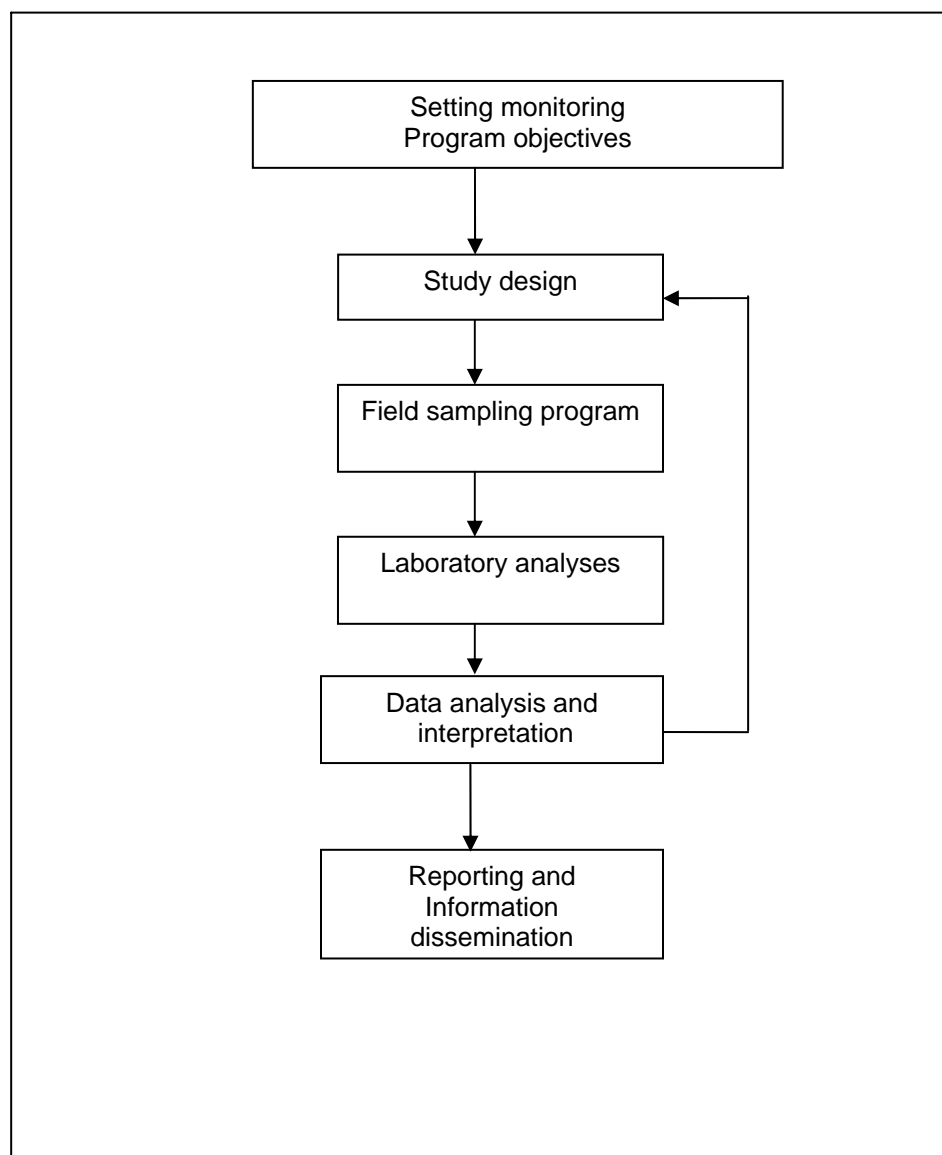 Setting monitoring
Program objectives
Study design
Field sampling program
Laboratory analyses
Data analysis and
interpretation
Reporting and
Information
dissemination